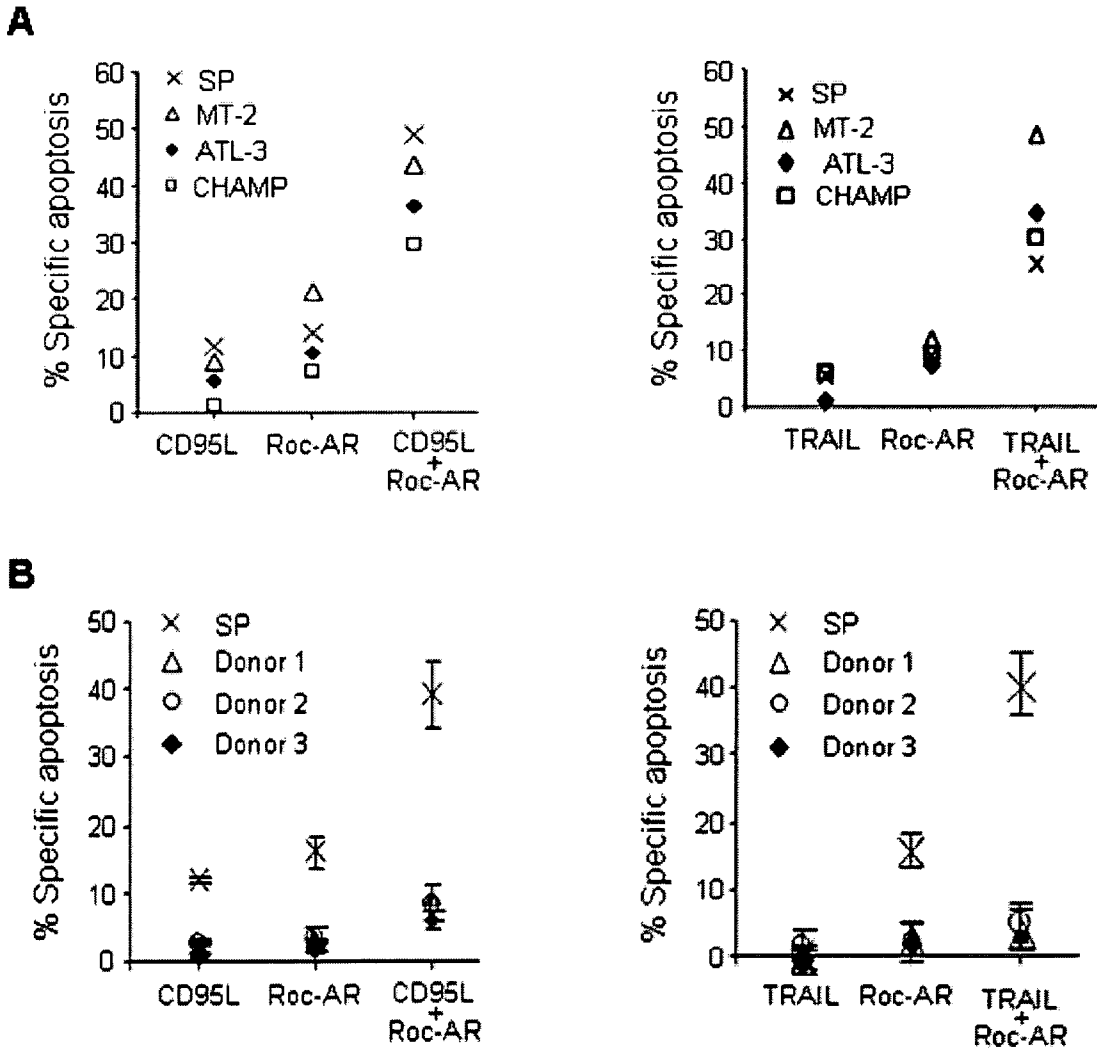 A
% Specific apoptosis
60
50
40
30
20
10
0
SP
MT-2
ATL-3
CHAMP
CD95L
Roc-AR
CD95L
+
Roc-AR
% Specific apoptosis
60
50
40
30
20
10
0
SP
MT-2
ATL-3
CHAMP
TRAIL
Roc-AR
TRAIL
+
Roc-AR
B
% Specific apoptosis
50
40
30
20
10
0
SP
Donor 1
Donor 2
Donor 3
CD95L
Roc-AR
CD95L
+
Roc-AR
% Specific apoptosis
50
40
30
20
10
0
SP
Donor 1
Donor 2
Donor 3
TRAIL
Roc-AR
TRAIL
+
Roc-AR